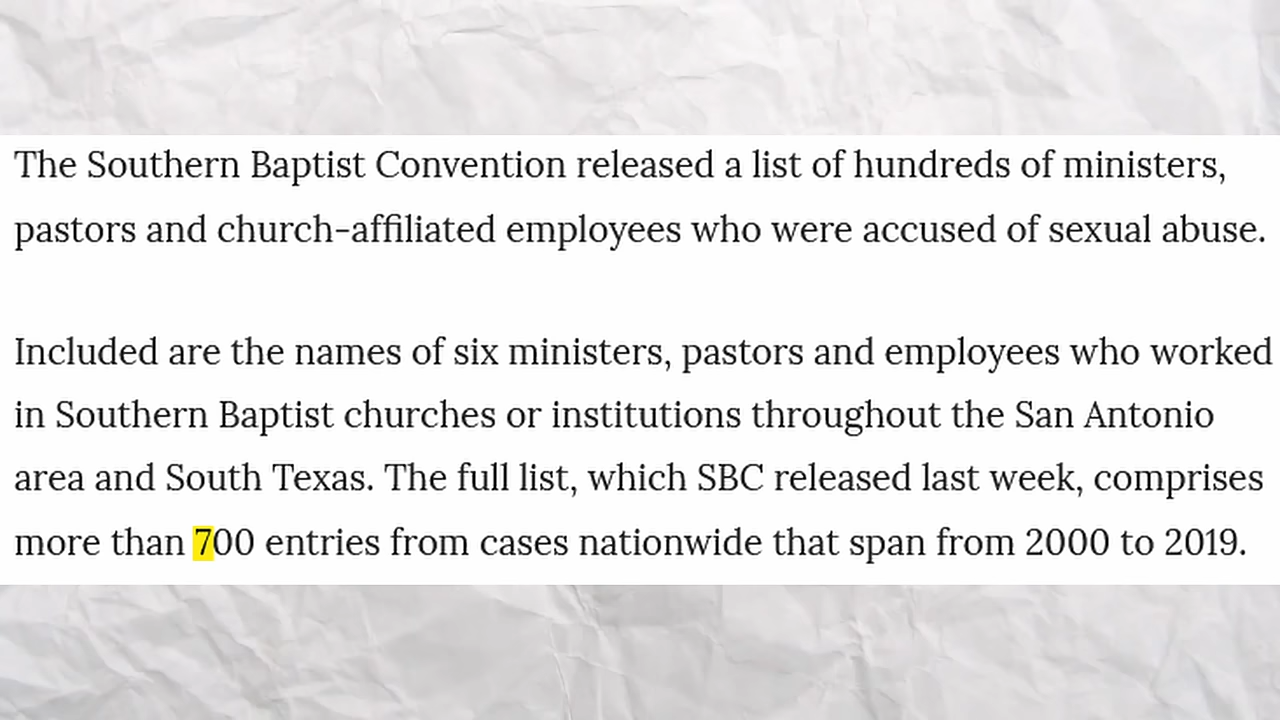 The Southern Baptist Convention released a list of hundreds of ministers,
pastors and church-affiliated employees who were accused of sexual abuse.
Included are the names of six ministers, pastors and employees who worked
in Southern Baptist churches or institutions throughout the San Antonio
area and South Texas. The full list, which SBC released last week, comprises
more than 700 entries from cases nationwide that span from 2000 to 2019.